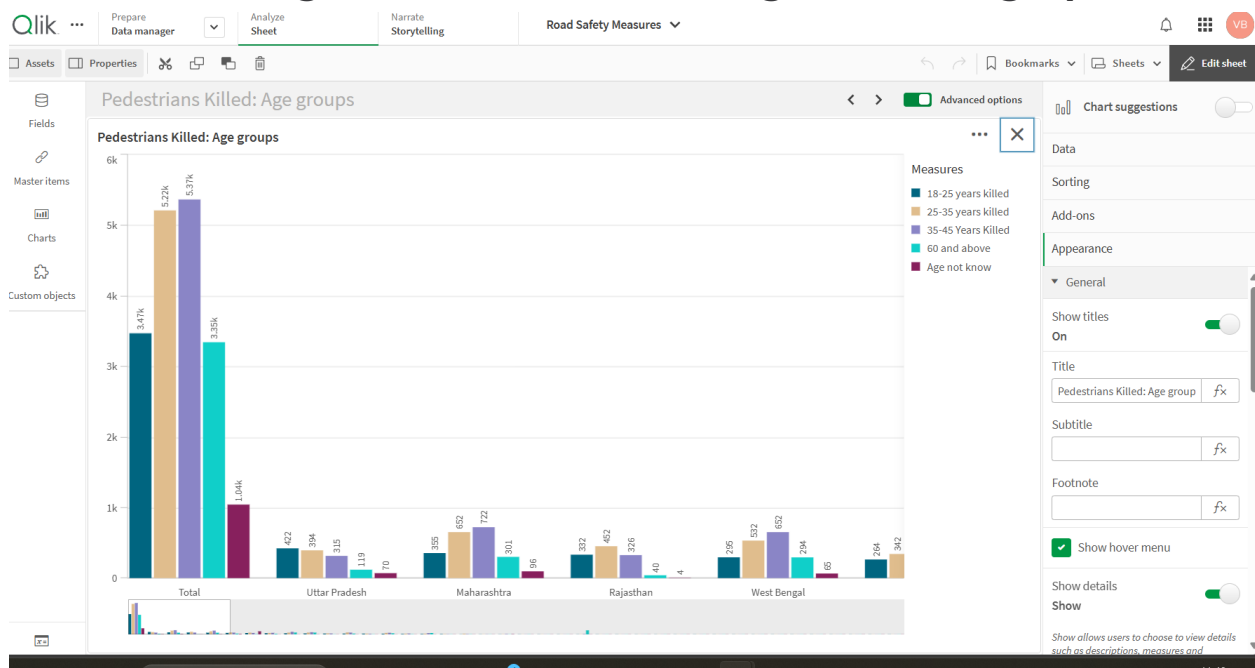 Qlik
Prepare
Data manager
Analyze
Sheet
Narrate
Storytelling
Road Safety Measures
VB
Assets
Properties
Bookmarks
Sheets
Edit sheet
Fields
Master items
Charts
Custom objects
Pedestrians Killed: Age groups
Advanced options
Pedestrians Killed: Age groups
6k
5k
4k
3k
2k
1k
0
3.47k
5.22k
5.37k
3.35k
1.04k
422
394
315
119
70
355
652
722
301
96
332
452
326
40
4
295
532
652
294
65
264
342
Total
Uttar Pradesh
Maharashtra
Rajasthan
West Bengal
Measures
18-25 years killed
25-35 years killed
35-45 Years Killed
60 and above
Age not know
Chart suggestions
Data
Sorting
Add-ons
Appearance
General
Show titles
On
Title
Pedestrians Killed: Age group
fx
Subtitle
fx
Footnote
fx
Show hover menu
Show details
Show
Show allows users to choose to view details
such as descriptions, measures and